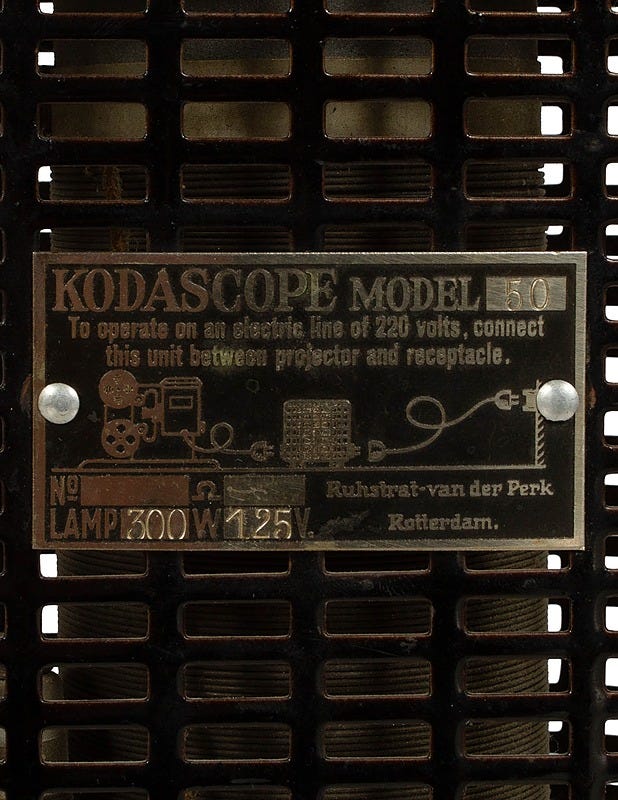 KODASCOPE MODEL 50
To operate on an electric line of 220 volts, connect
this unit between projector and receptacle.
Nº Ω Ruhstrat-van der Perk
LAMP 300 W 125 V. Rotterdam.